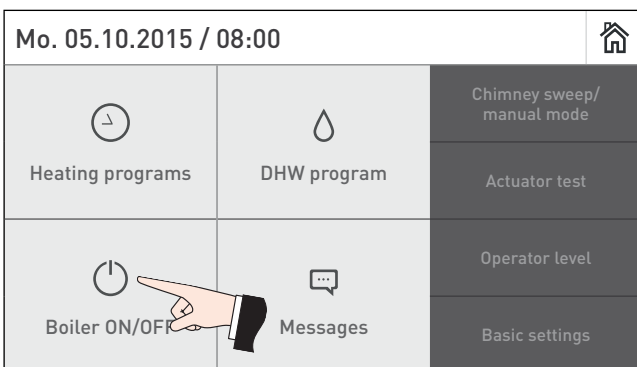 Mo. 05.10.2015 / 08:00
Heating programs
DHW program
Chimney sweep/
manual mode
Actuator test
Boiler ON/OFF
Messages
Operator level
Basic settings